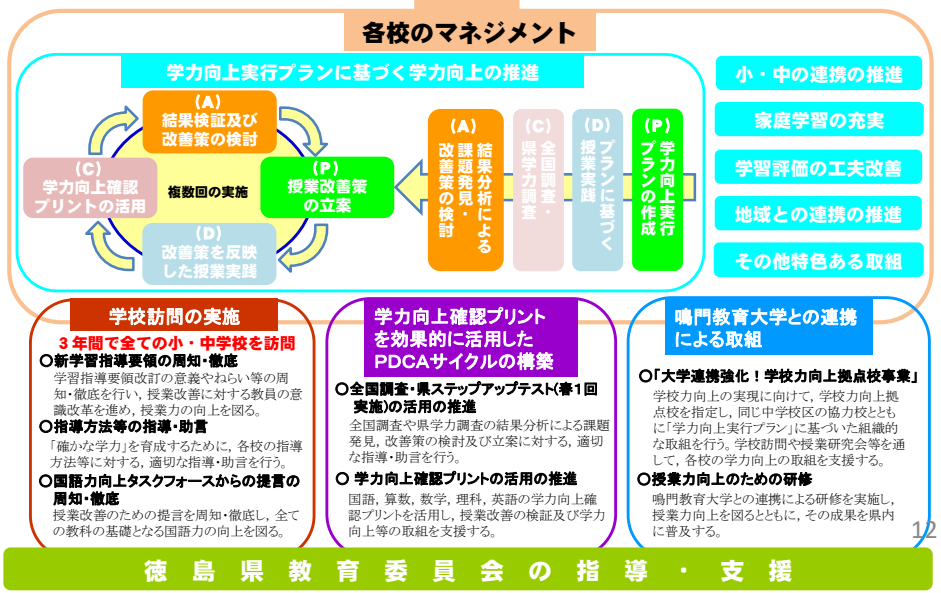 各校のマネジメント
学力向上実行プランに基づく学力向上の推進
(A)
結果検証及び
改善策の検討
(P)
授業改善策
の立案
(D)
改善策を反映
した授業実践
(C)
学力向上確認
プリントの活用
複数回の実施
(A)
結果分析による
課題発見・
改善策の検討
(C)
全国調査・
県学力調査
(D)
プランに基づく
授業実践
(P)
学力向上実行
プランの作成
小・中の連携の推進
家庭学習の充実
学習評価の工夫改善
地域との連携の推進
その他特色ある取組
学校訪問の実施
3年間で全ての小・中学校を訪問
○新学習指導要領の周知・徹底
学習指導要領改訂の意義やねらい等の周
知・徹底を行い，授業改善に対する教員の意
識改革を進め，授業力の向上を図る。
○指導方法等の指導・助言
「確かな学力」を育成するために，各校の指導
方法等に対する，適切な指導・助言を行う。
○国語力向上タスクフォースからの提言の
周知・徹底
授業改善のための提言を周知・徹底し，全て
の教科の基礎となる国語力の向上を図る。
学力向上確認プリント
を効果的に活用した
PDCAサイクルの構築
○全国調査・県ステップアップテスト(春1回
実施)の活用の推進
全国調査や県学力調査の結果分析による課題
発見，改善策の検討及び立案に対する，適切
な指導・助言を行う。
○ 学力向上確認プリントの活用の推進
国語，算数，数学，理科，英語の学力向上確
認プリントを活用し，授業改善の検証及び学力
向上等の取組を支援する。
鳴門教育大学との連携
による取組
○「大学連携強化！学校力向上拠点校事業」
学校力向上の実現に向けて，学校力向上拠
点校を指定し，同じ中学校区の協力校ととも
に「学力向上実行プラン」に基づいた組織的
な取組を行う。学校訪問や授業研究会等を通
して，各校の学力向上の取組を支援する。
○授業力向上のための研修
鳴門教育大学との連携による研修を実施し，
授業力向上を図るとともに，その成果を県内
に普及する。
12
徳島県教育委員会の指導・支援